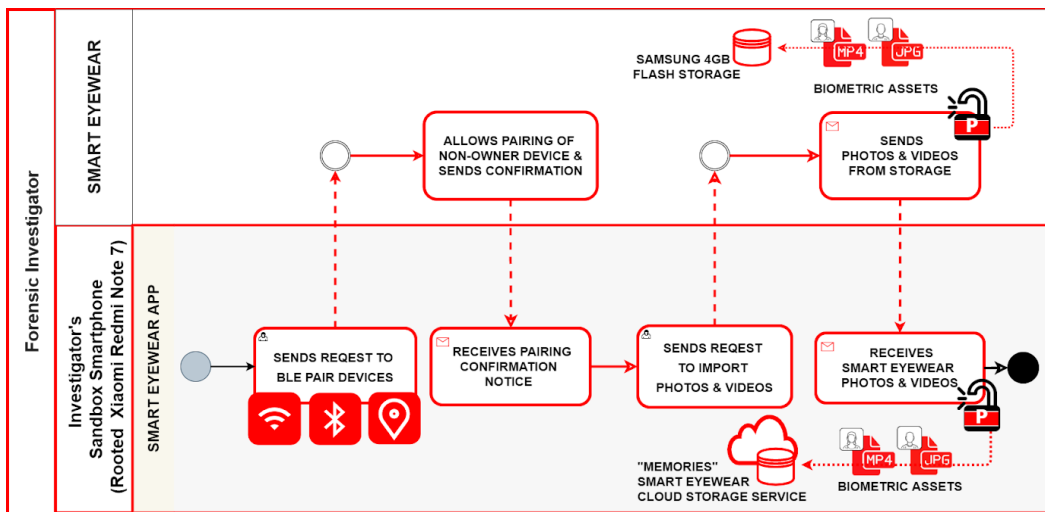 Forensic Investigator
SMART EYEWEAR
SAMSUNG 4GB
FLASH STORAGE
MP4
JPG
BIOMETRIC ASSETS
P
ALLOWS PAIRING OF
NON-OWNER DEVICE &
SENDS CONFIRMATION
SENDS
PHOTOS & VIDEOS
FROM STORAGE
Investigator's
Sandbox Smartphone
(Rooted Xiaomi Redmi Note 7)
SMART EYEWEAR APP
SENDS REQEST TO
BLE PAIR DEVICES
RECEIVES PAIRING
CONFIRMATION
NOTICE
SENDS REQEST
TO IMPORT
PHOTOS & VIDEOS
RECEIVES
SMART EYEWEAR
PHOTOS & VIDEOS
P
"MEMORIES"
SMART EYEWEAR
CLOUD STORAGE SERVICE
MP4
JPG
BIOMETRIC ASSETS